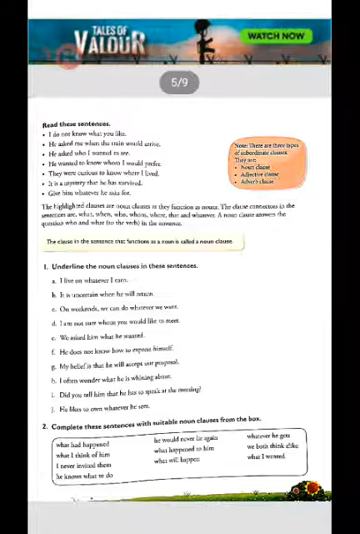 TALES OF
VALOUR
WATCH NOW
5/9
Read these sentences.
• I do not know what you like.
• He asked me when the train would arrive.
• He asked who I wanted to see.
• He wanted to know whom I would prefer.
• They were curious to know where I lived.
• It is a mystery that he has survived.
• Give him whatever he asks for.
Note: There are three types
of subordinate clauses.
They are:
• Noun clause
• Adjective clause
• Adverb clause
The highlighted clauses are noun clauses as they function as nouns. The clause connectors in the
sentences are, what, when, who, whom, where, that and whatever. A noun clause answers the
question who and what (to the verb) in the sentence.
The clause in the sentence that functions as a noun is called a noun clause.
1. Underline the noun clauses in these sentences.
a. I live on whatever I earn.
b. It is uncertain when he will return.
c. On weekends, we can do whatever we want.
d. I am not sure whom you would like to meet.
e. We asked him what he wanted.
f. He does not know how to express himself.
g. My belief is that he will accept our proposal.
h. I often wonder what he is whining about.
i. Did you tell him that he has to speak at the meeting?
j. He likes to own whatever he sees.
2. Complete these sentences with suitable noun clauses from the box.
what had happened
he would never lie again
whatever he got
what I think of him
what happened to him
we both think alike
I never invited them
what will happen
what I wanted
he knows what to do